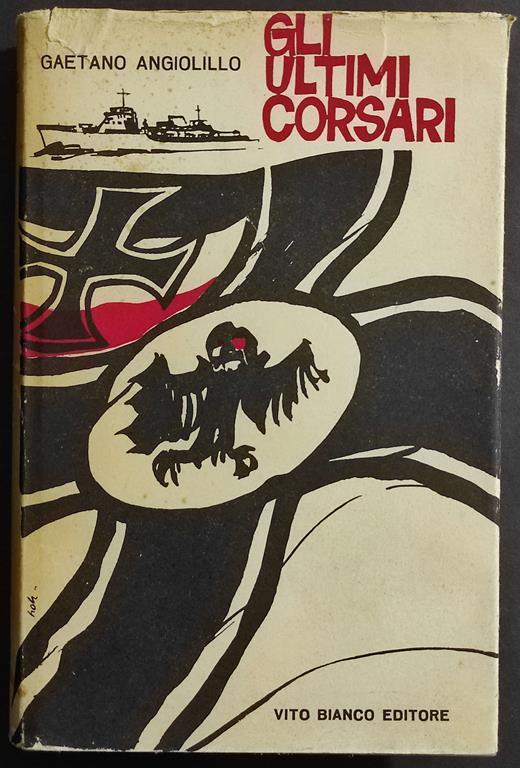 GAETANO ANGIOLILLO
GLI
ULTIMI
CORSARI
VITO BIANCO EDITORE